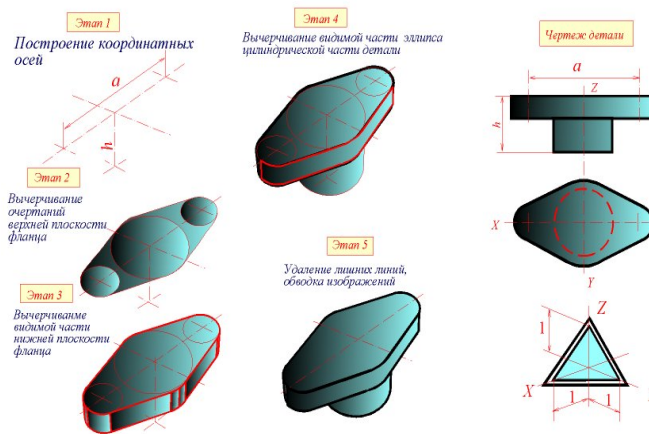 Этап 1
Построение координатных
осей
a
h
Этап 2
Вычерчивание
очертаний
верхней плоскости
фланца
Этап 3
Вычерчиванме
видимой части
нижней плоскости
фланца
Этап 4
Вычерчивание видимой части эллипса
цилиндрической части детали
Этап 5
Удаление лишних линий,
обводка изображений
Чертеж детали
a
Z
h
X
Y
Z
1
X
1
1